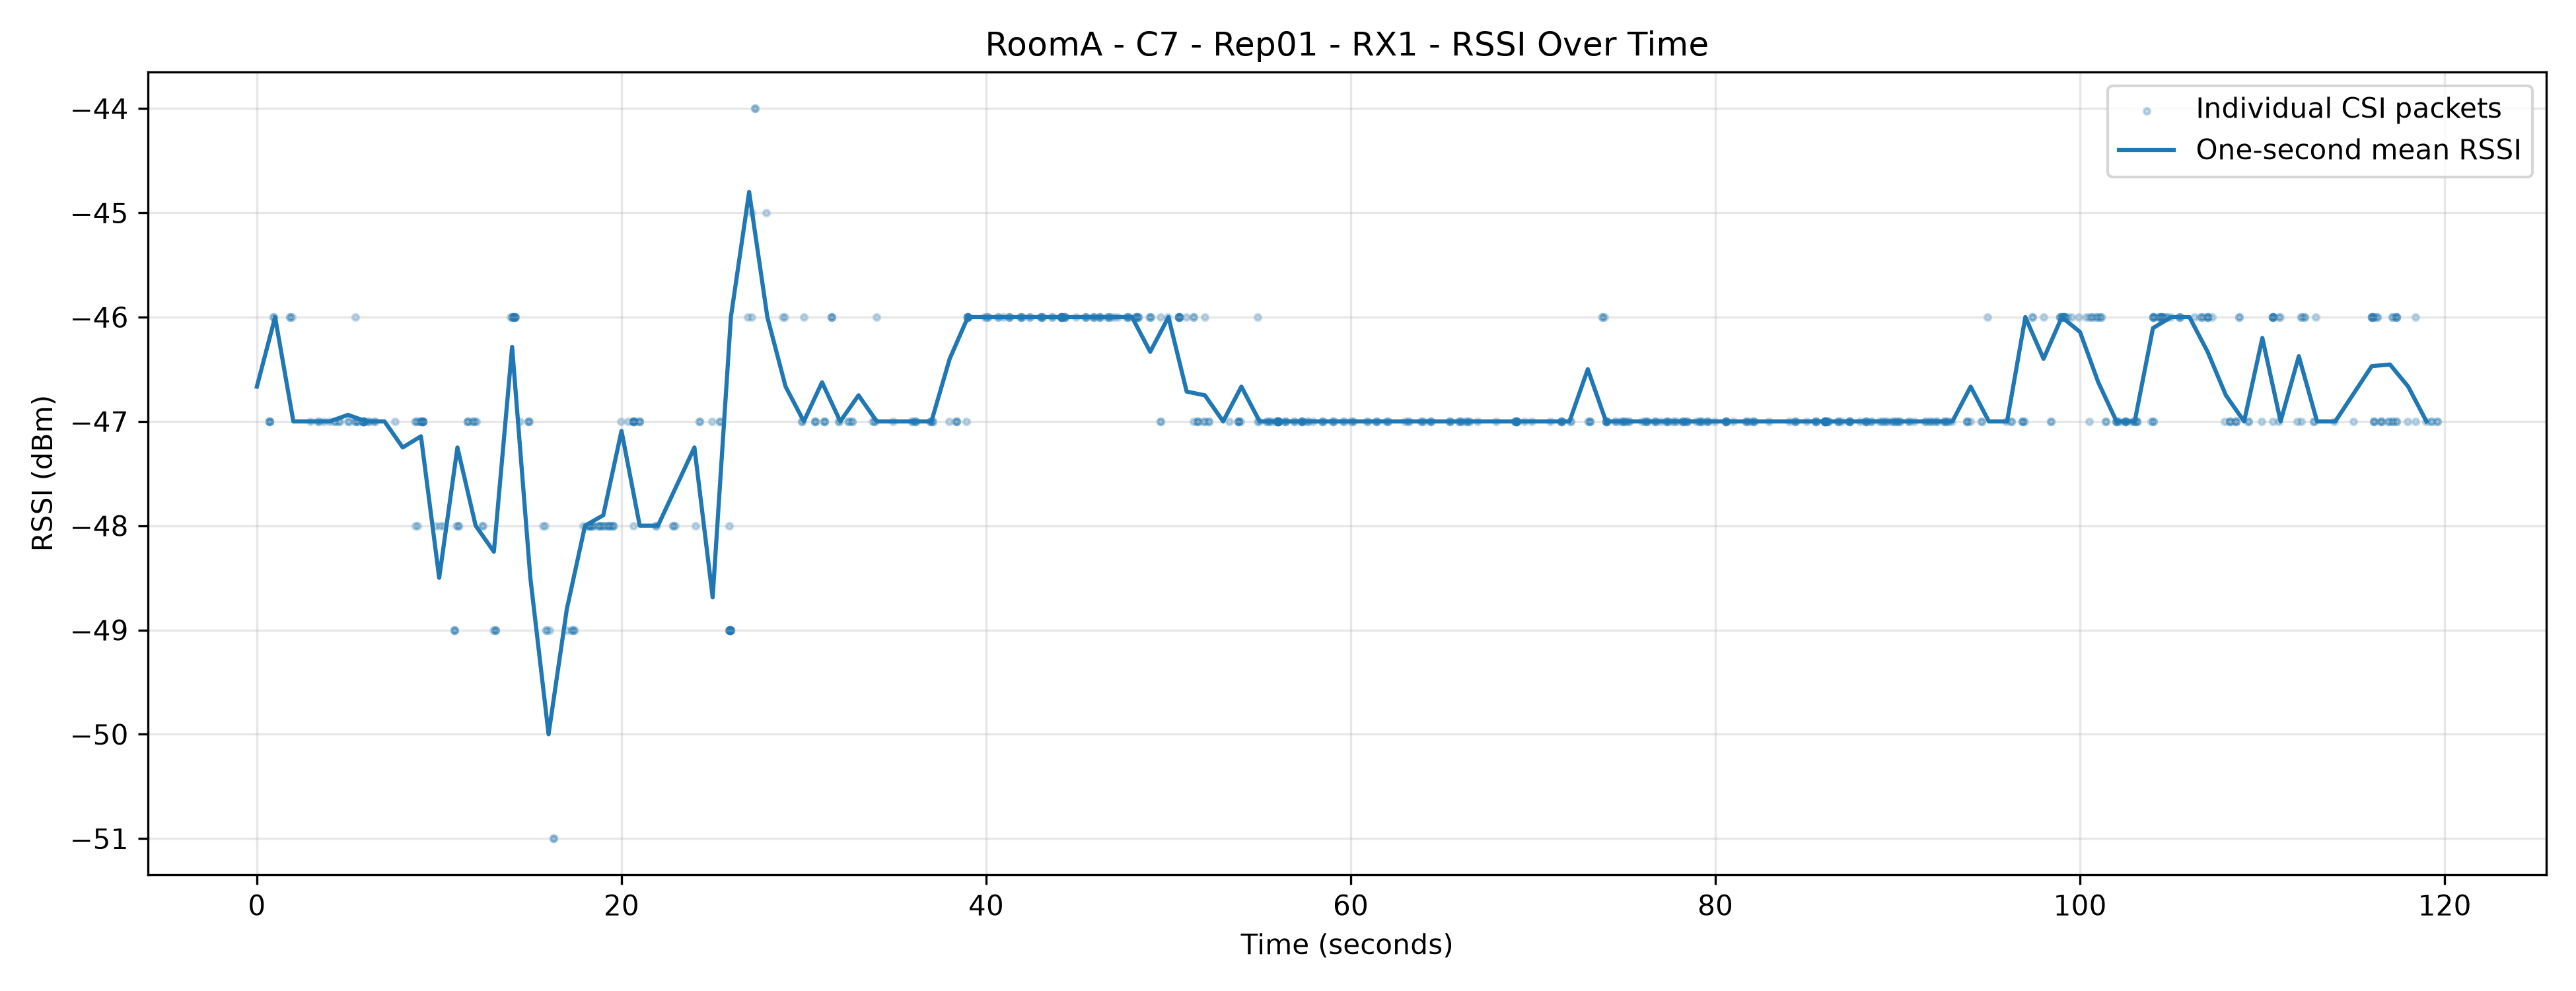 RoomA - C7 - Rep01 - RX1 - RSSI Over Time
Individual CSI packets
One-second mean RSSI
RSSI (dBm)
−44
−45
−46
−47
−48
−49
−50
−51
0 20 40 60 80 100 120
Time (seconds)